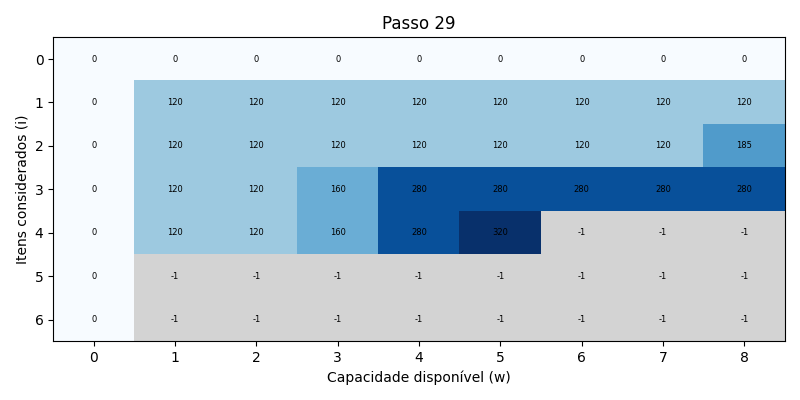 Passo 29
0 0 0 0 0 0 0 0 0 0
1 0 120 120 120 120 120 120 120 120
2 0 120 120 120 120 120 120 120 185
3 0 120 120 160 280 280 280 280 280
4 0 120 120 160 280 320 -1 -1 -1
5 0 -1 -1 -1 -1 -1 -1 -1 -1
6 0 -1 -1 -1 -1 -1 -1 -1 -1
0 1 2 3 4 5 6 7 8
Capacidade disponível (w)
Itens considerados (i)